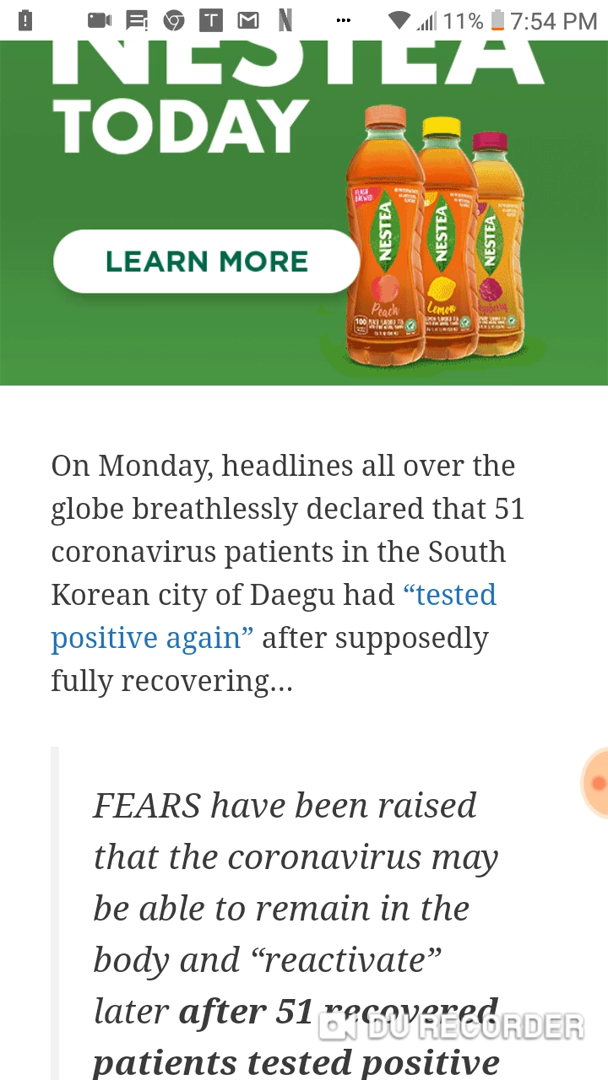 11% 7:54 PM
NESTEA
TODAY
LEARN MORE
NESTEA
NESTEA
NESTEA
Peach
Lemon
100
On Monday, headlines all over the
globe breathlessly declared that 51
coronavirus patients in the South
Korean city of Daegu had “tested
positive again” after supposedly
fully recovering...
FEARS have been raised
that the coronavirus may
be able to remain in the
body and “reactivate”
later after 51 recovered
patients tested positive
DU RECORDER